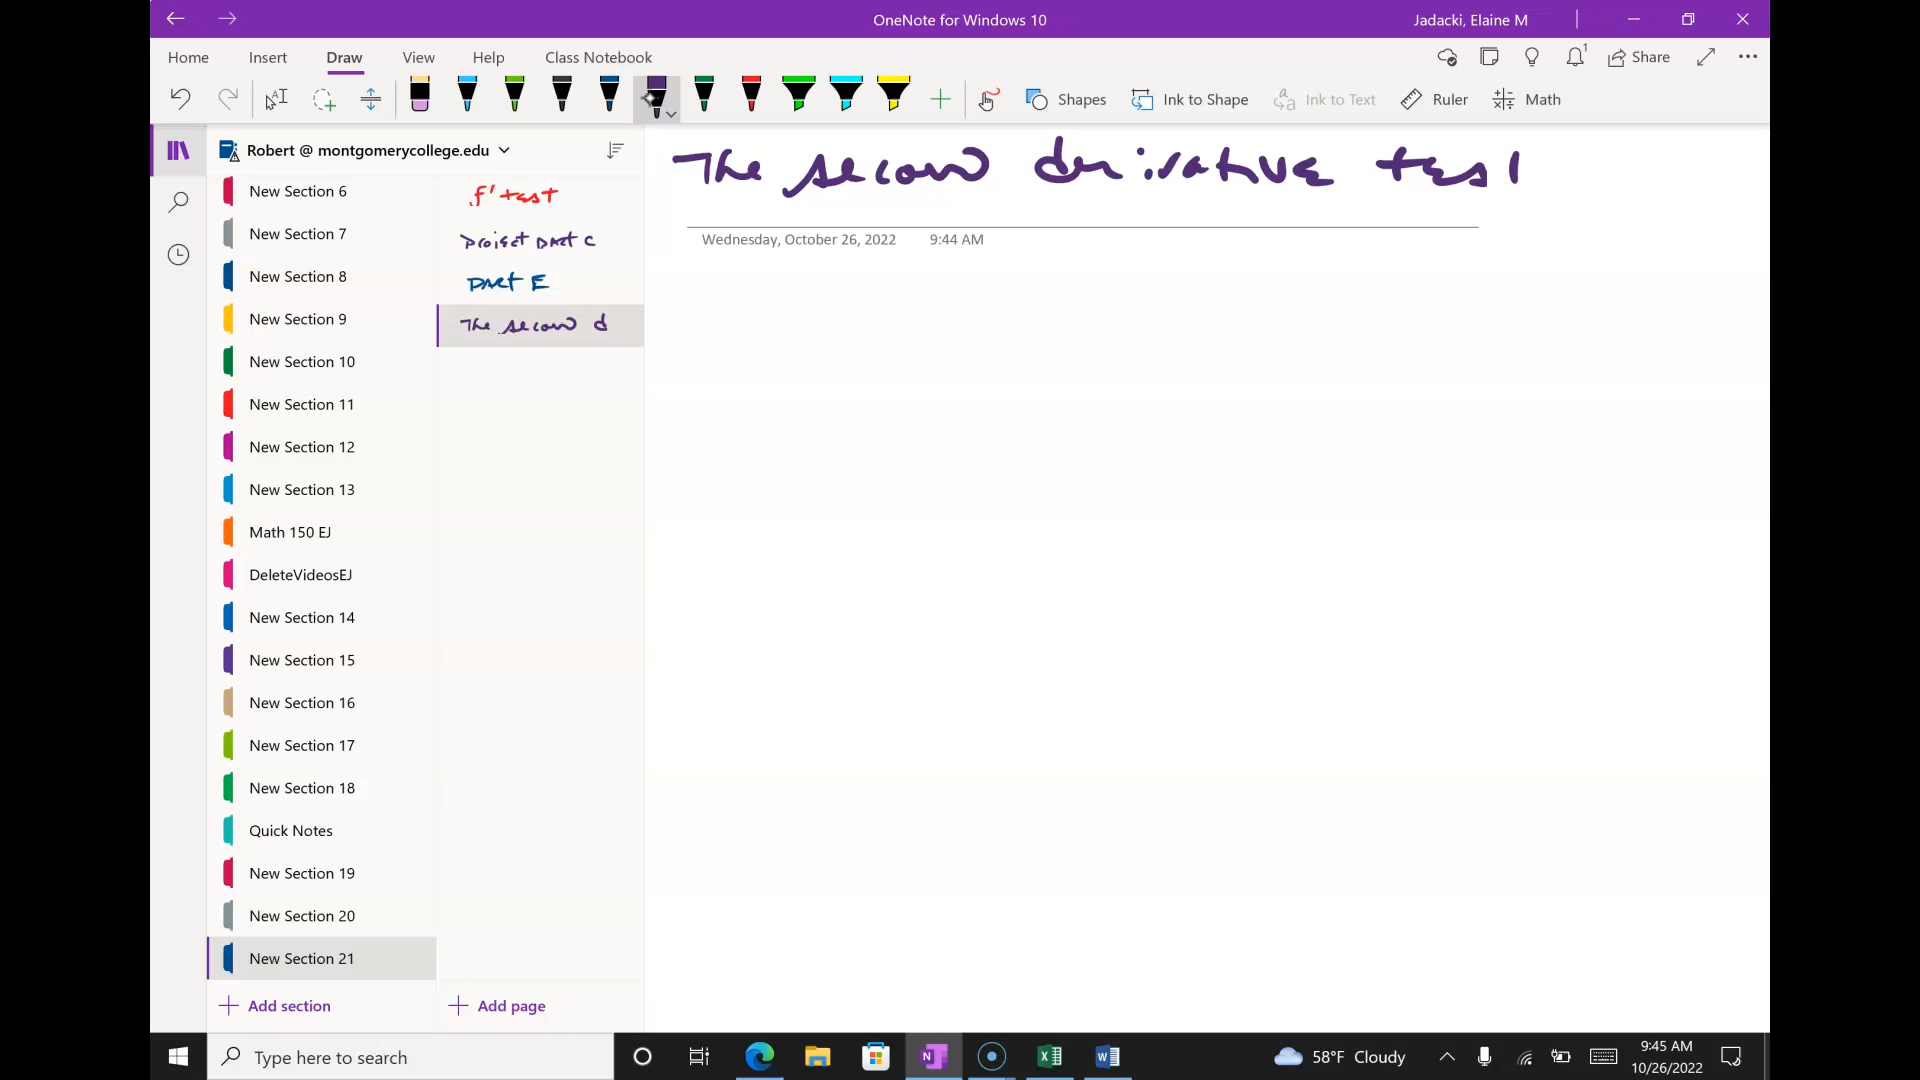 OneNote for Windows 10
Jadacki, Elaine M
Home Insert Draw View Help Class Notebook
1
Share
Shapes Ink to Shape Ink to Text Ruler Math
Robert @ montgomerycollege.edu
The second derivative test
Wednesday, October 26, 2022 9:44 AM
New Section 6
New Section 7
New Section 8
New Section 9
New Section 10
New Section 11
New Section 12
New Section 13
Math 150 EJ
DeleteVideosEJ
New Section 14
New Section 15
New Section 16
New Section 17
New Section 18
Quick Notes
New Section 19
New Section 20
New Section 21
Add section
f' test
Project Part C
Part E
The second d
Add page
Type here to search
58°F Cloudy
9:45 AM
10/26/2022